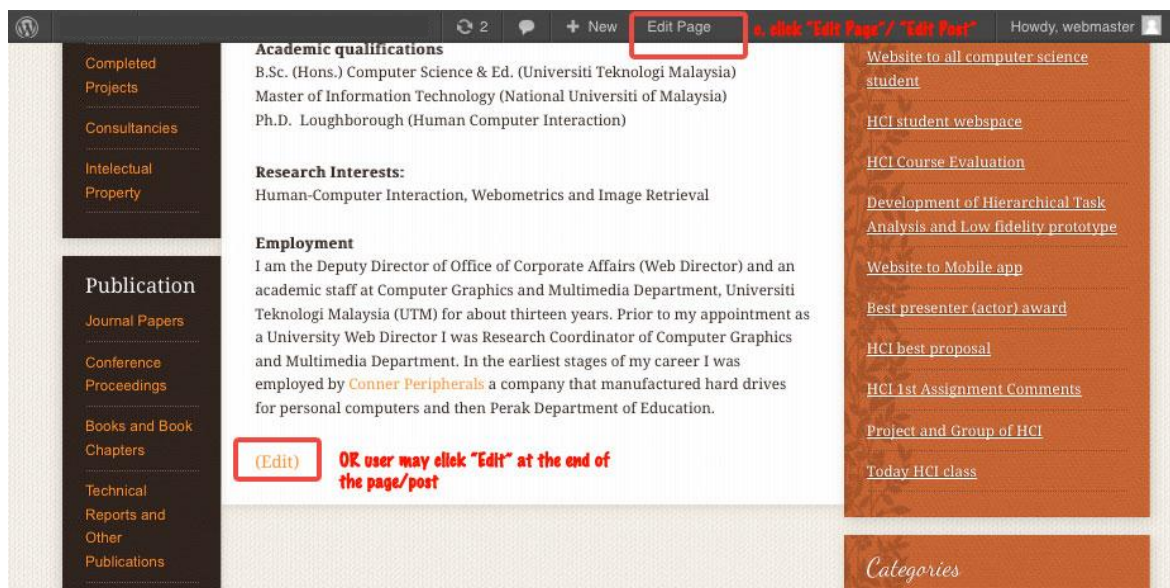 2
+ New
Edit Page
e, click "Edit Page"/ "Edit Post"
Howdy, webmaster
Completed
Projects
Consultancies
Intelectual
Property
Publication
Journal Papers
Conference
Proceedings
Books and Book
Chapters
Technical
Reports and
Other
Publications
Academic qualifications
B.Sc. (Hons.) Computer Science & Ed. (Universiti Teknologi Malaysia)
Master of Information Technology (National Universiti of Malaysia)
Ph.D.  Loughborough (Human Computer Interaction)
Research Interests:
Human-Computer Interaction, Webometrics and Image Retrieval
Employment
I am the Deputy Director of Office of Corporate Affairs (Web Director) and an
academic staff at Computer Graphics and Multimedia Department, Universiti
Teknologi Malaysia (UTM) for about thirteen years. Prior to my appointment as
a University Web Director I was Research Coordinator of Computer Graphics
and Multimedia Department. In the earliest stages of my career I was
employed by Conner Peripherals a company that manufactured hard drives
for personal computers and then Perak Department of Education.
(Edit)
OR user may click "Edit" at the end of
the page/post
Website to all computer science
student
HCI student webspace
HCI Course Evaluation
Development of Hierarchical Task
Analysis and Low fidelity prototype
Website to Mobile app
Best presenter (actor) award
HCI best proposal
HCI 1st Assignment Comments
Project and Group of HCI
Today HCI class
Categories